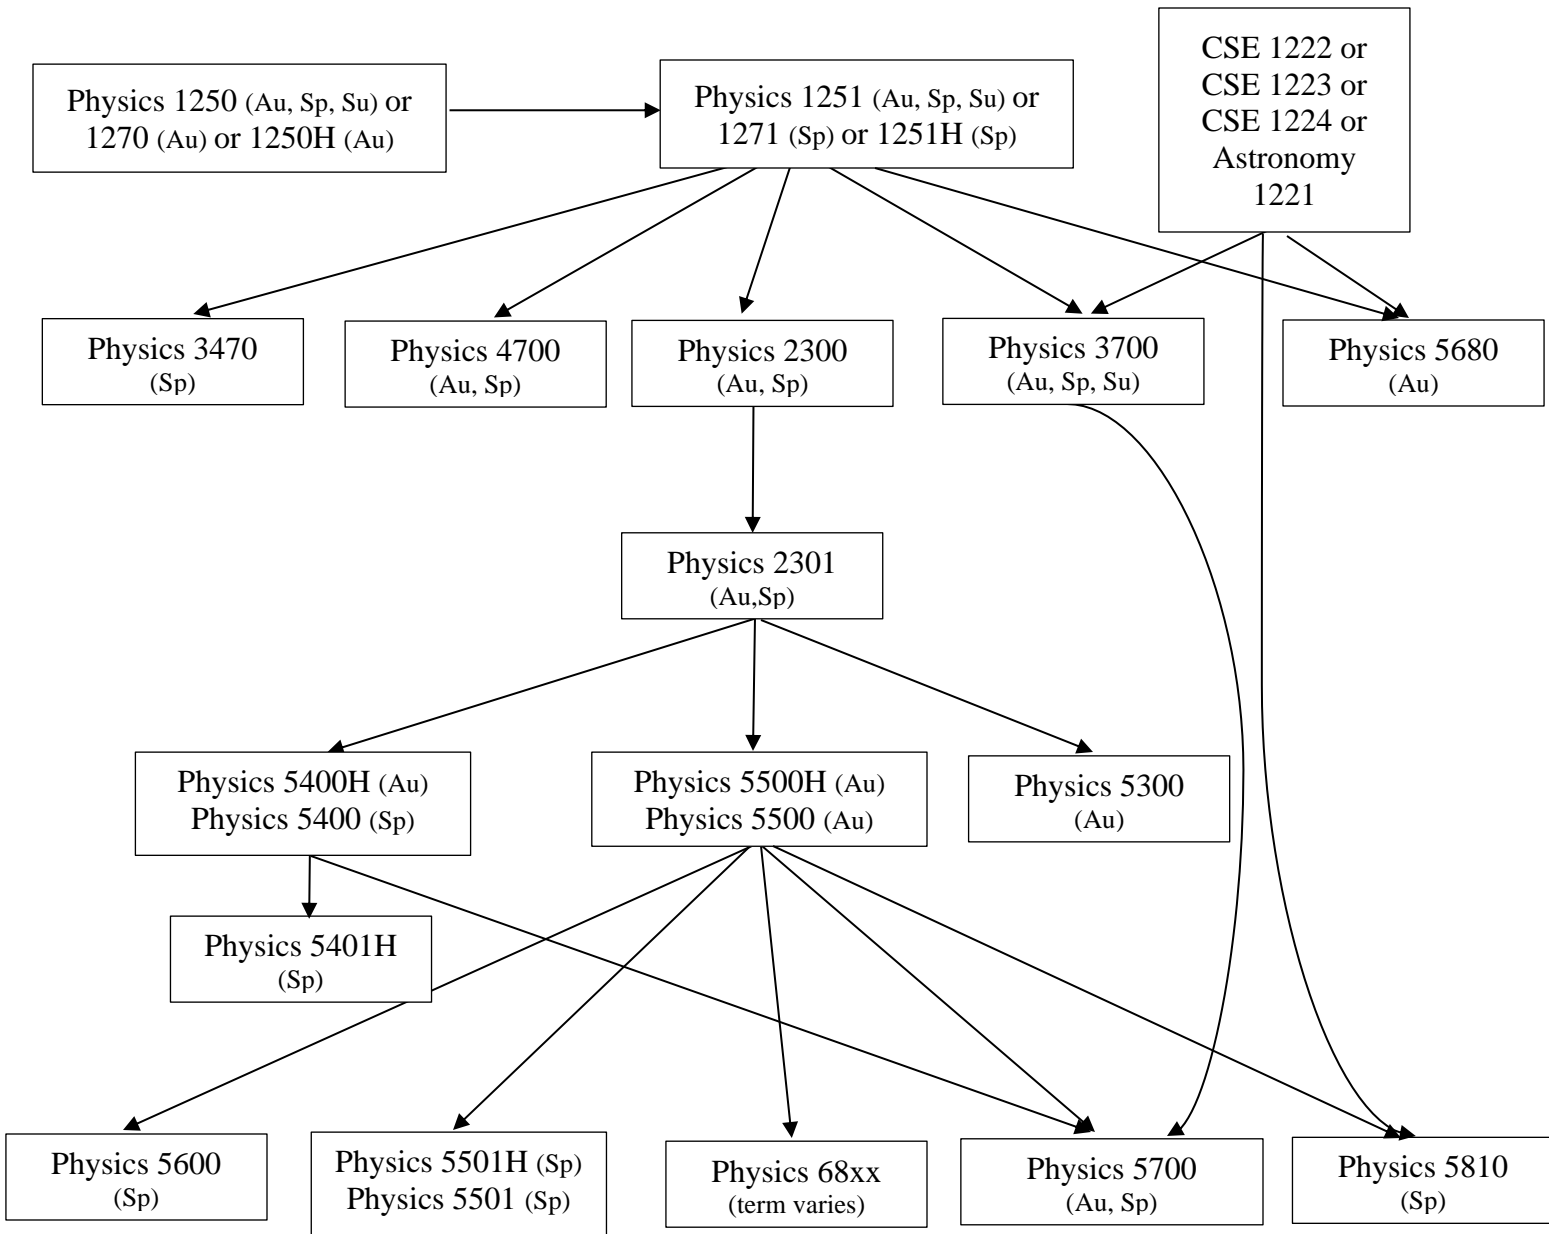 Physics 1250 (Au, Sp, Su) or
1270 (Au) or 1250H (Au)
Physics 1251 (Au, Sp, Su) or
1271 (Sp) or 1251H (Sp)
CSE 1222 or
CSE 1223 or
CSE 1224 or
Astronomy
1221
Physics 3470
(Sp)
Physics 4700
(Au, Sp)
Physics 2300
(Au, Sp)
Physics 3700
(Au, Sp, Su)
Physics 5680
(Au)
Physics 2301
(Au,Sp)
Physics 5400H (Au)
Physics 5400 (Sp)
Physics 5500H (Au)
Physics 5500 (Au)
Physics 5300
(Au)
Physics 5401H
(Sp)
Physics 5600
(Sp)
Physics 5501H (Sp)
Physics 5501 (Sp)
Physics 68xx
(term varies)
Physics 5700
(Au, Sp)
Physics 5810
(Sp)